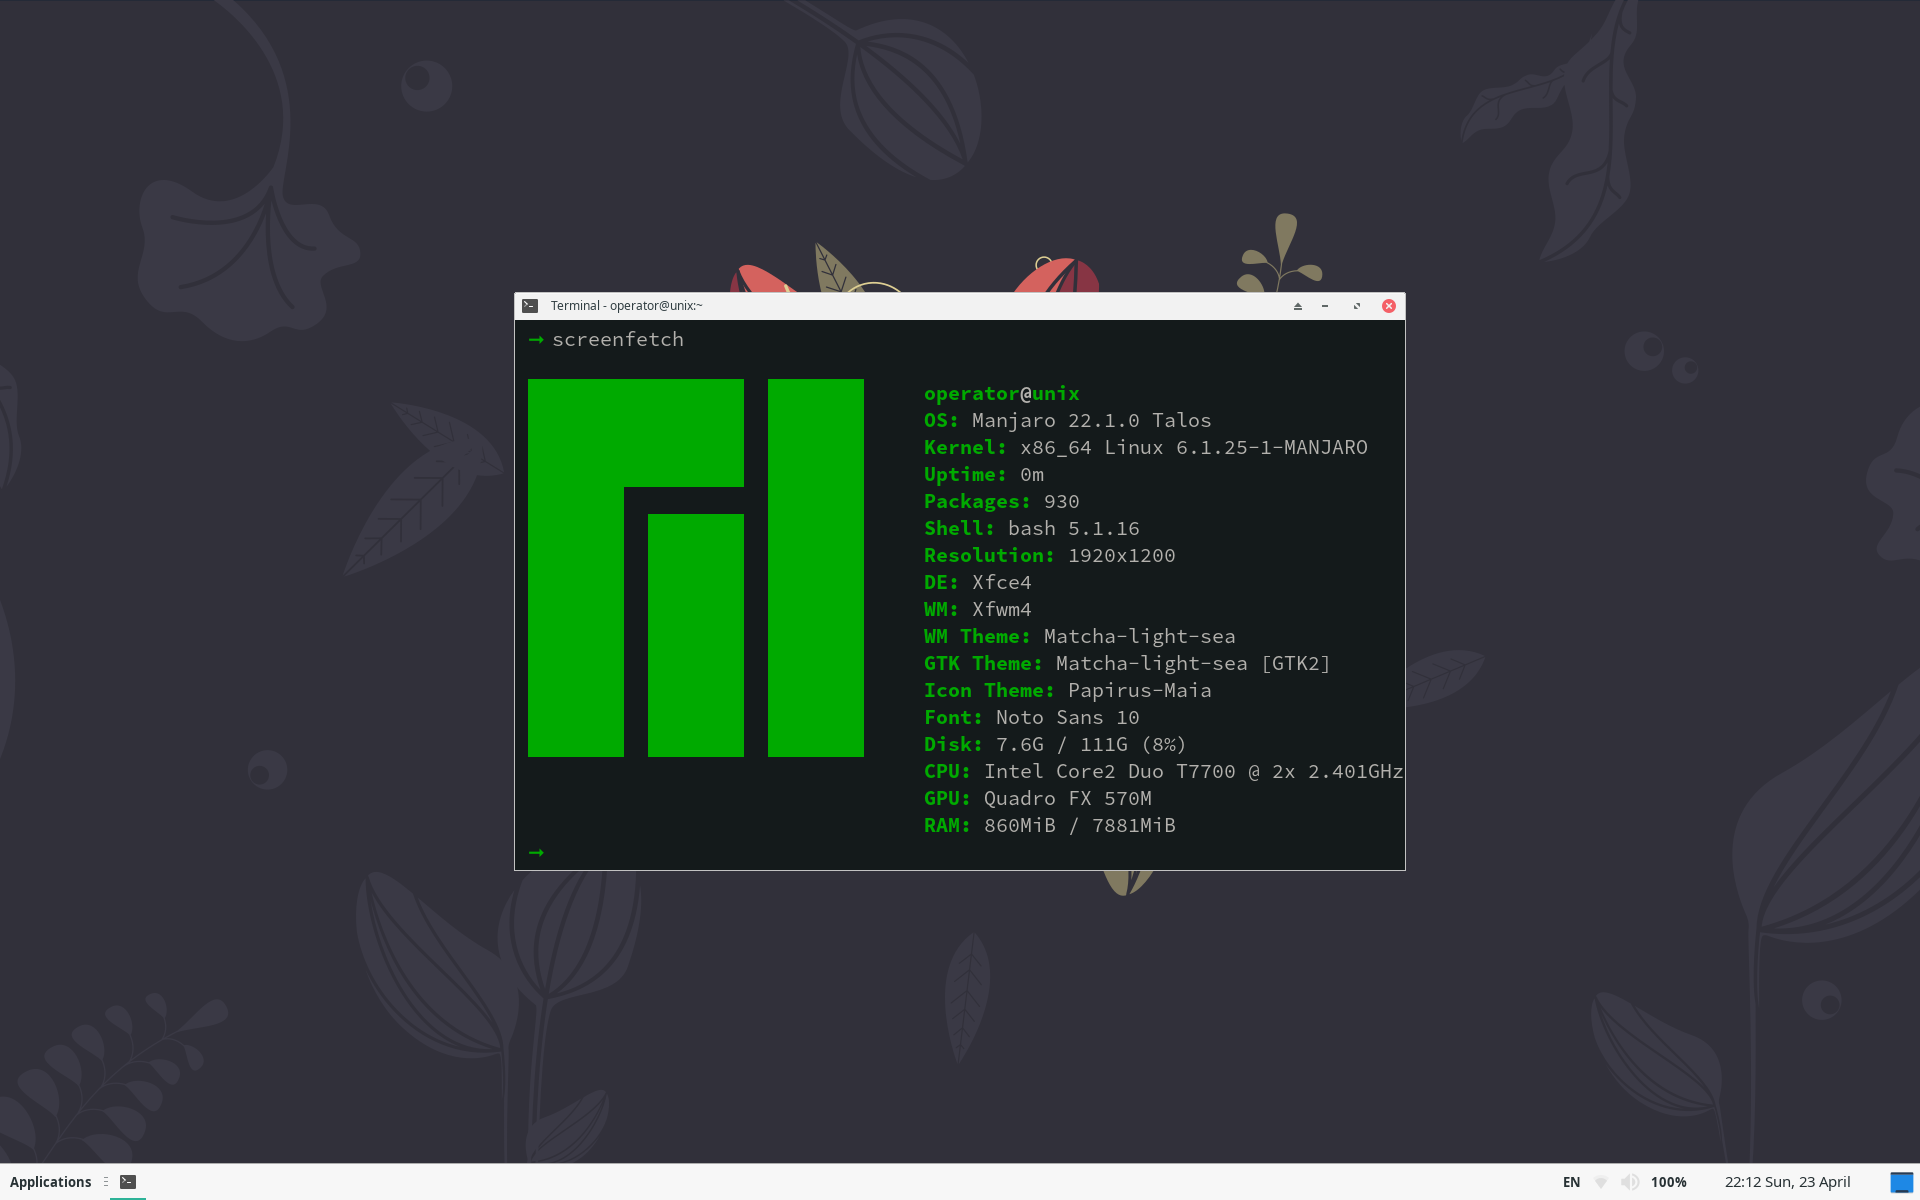 Terminal - operator@unix:~
→ screenfetch
operator@unix
OS: Manjaro 22.1.0 Talos
Kernel: x86_64 Linux 6.1.25-1-MANJARO
Uptime: 0m
Packages: 930
Shell: bash 5.1.16
Resolution: 1920x1200
DE: Xfce4
WM: Xfwm4
WM Theme: Matcha-light-sea
GTK Theme: Matcha-light-sea [GTK2]
Icon Theme: Papirus-Maia
Font: Noto Sans 10
Disk: 7.6G / 111G (8%)
CPU: Intel Core2 Duo T7700 @ 2x 2.401GHz
GPU: Quadro FX 570M
RAM: 860MiB / 7881MiB
→
Applications
EN 100% 22:12 Sun, 23 April